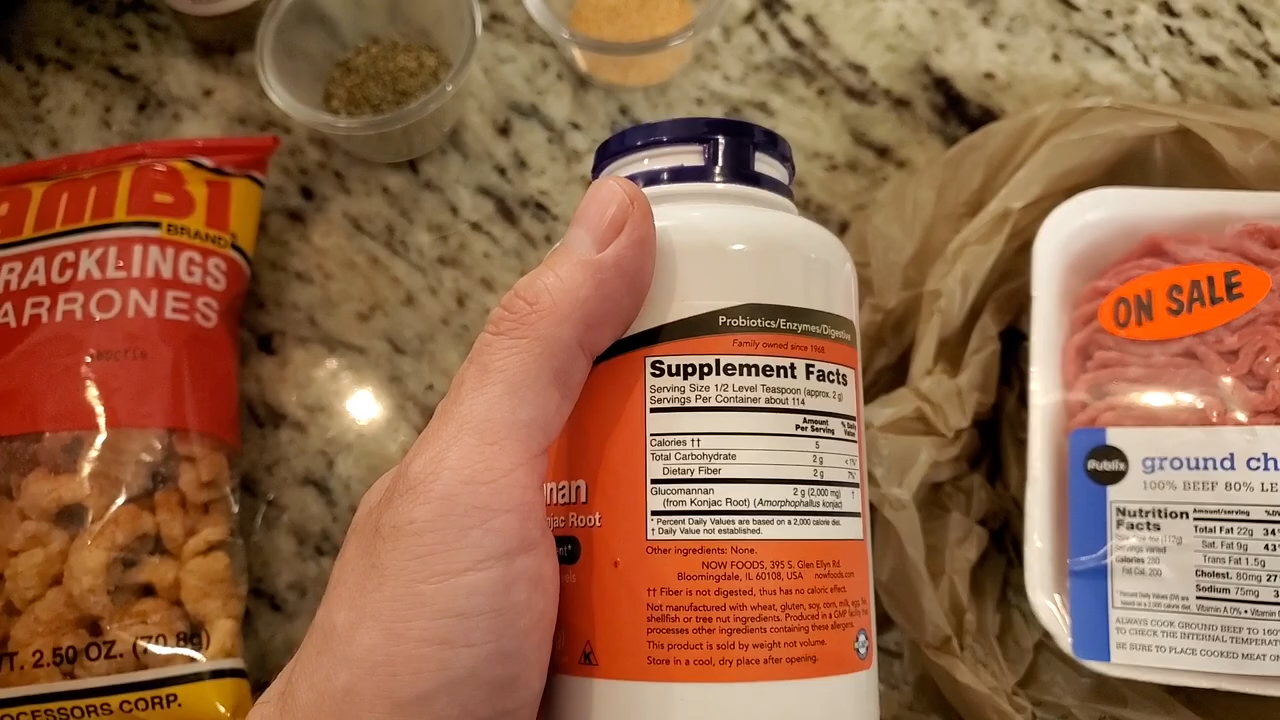 AMBI
BRAND
RACKLINGS
ARRONES
T. 2.50 OZ. (70.8g)
OCESSORS CORP.
nan
njac Root
Probiotics/Enzymes/Digestive
Family owned since 1968.
Supplement Facts
Serving Size 1/2 Level Teaspoon (approx. 2 g)
Servings Per Container about 114
Amount Per Serving % Daily Value
Calories †† 5
Total Carbohydrate 2 g <1%*
Dietary Fiber 2 g 7%*
Glucomannan 2 g (2,000 mg) †
(from Konjac Root) (Amorphophallus konjac)
* Percent Daily Values are based on a 2,000 calorie diet.
† Daily Value not established.
Other ingredients: None.
NOW FOODS, 395 S. Glen Ellyn Rd.
Bloomingdale, IL 60108, USA nowfoods.com
†† Fiber is not digested, thus has no caloric effect.
Not manufactured with wheat, gluten, soy, corn, milk, egg, fish,
shellfish or tree nut ingredients. Produced in a GMP facility that
processes other ingredients containing these allergens.
This product is sold by weight not volume.
Store in a cool, dry place after opening.
K
ON SALE
Publix
ground ch
100% BEEF 80% LE
Nutrition
Facts
Calories 280
Fat Cal. 200
Amount/serving %D
Total Fat 22g 34
Sat. Fat 9g 43
Trans Fat 1.5g
Cholest. 80mg 27
Sodium 75mg 3
Vitamin A 0% • Vitamin
ALWAYS COOK GROUND BEEF TO 160
TO CHECK THE INTERNAL TEMPERAT
BE SURE TO PLACE COOKED MEAT ON